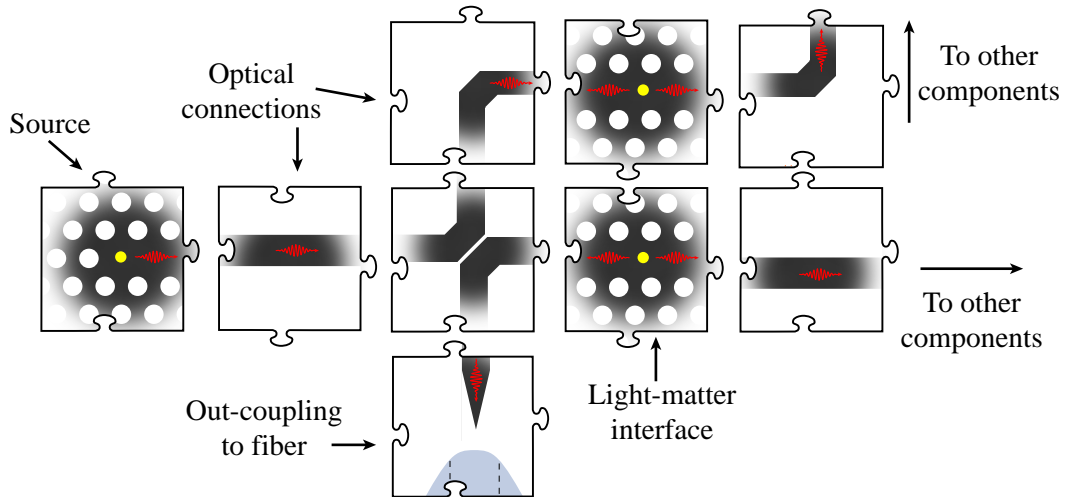 To other
components
Optical
connections
Source
To other
components
Light-matter
interface
Out-coupling
to fiber